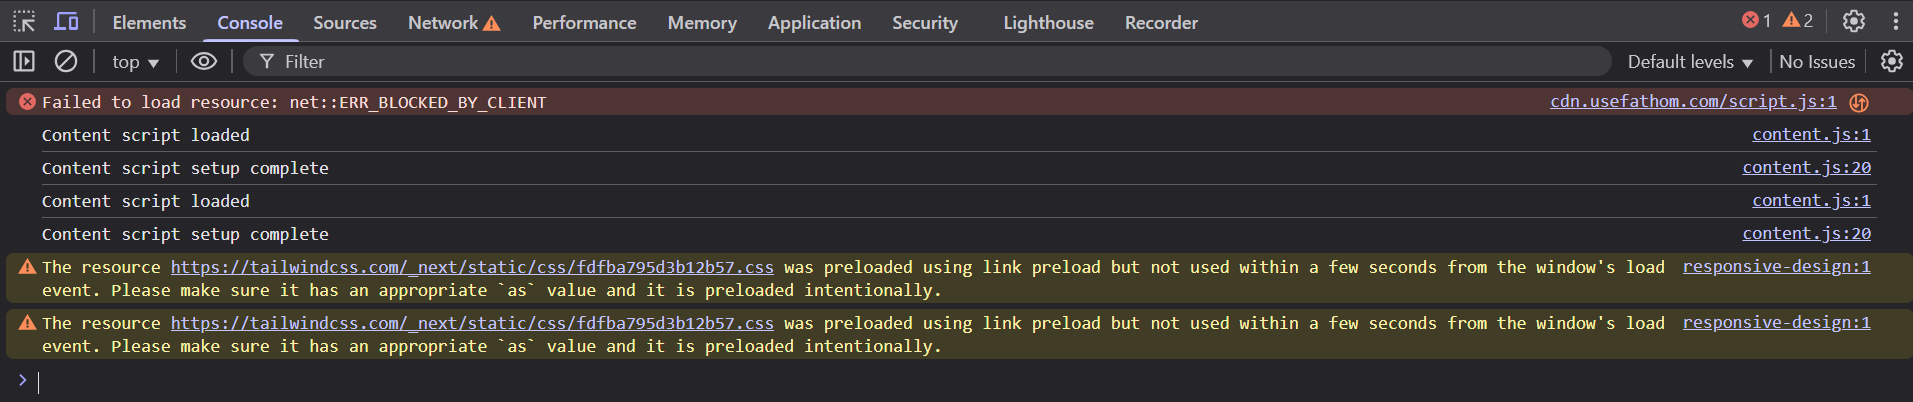 Elements Console Sources Network Performance Memory Application Security Lighthouse Recorder 1 2
top Filter Default levels No Issues
Failed to load resource: net::ERR_BLOCKED_BY_CLIENT cdn.usefathom.com/script.js:1
Content script loaded content.js:1
Content script setup complete content.js:20
Content script loaded content.js:1
Content script setup complete content.js:20
The resource https://tailwindcss.com/_next/static/css/fdfba795d3b12b57.css was preloaded using link preload but not used within a few seconds from the window's load responsive-design:1
event. Please make sure it has an appropriate `as` value and it is preloaded intentionally.
The resource https://tailwindcss.com/_next/static/css/fdfba795d3b12b57.css was preloaded using link preload but not used within a few seconds from the window's load responsive-design:1
event. Please make sure it has an appropriate `as` value and it is preloaded intentionally.